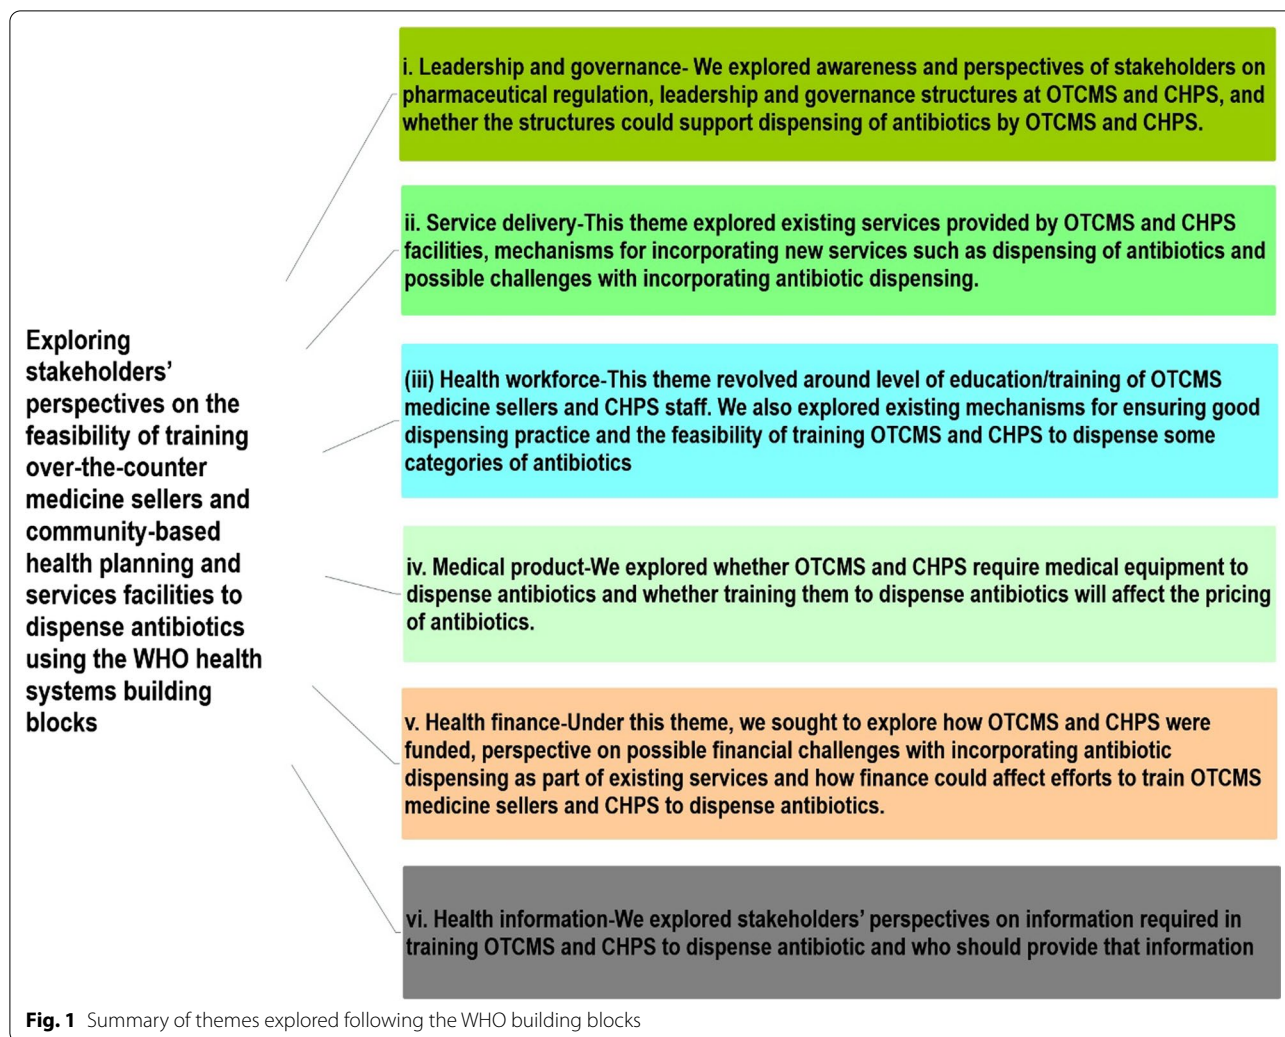 Exploring
stakeholders'
perspectives on the
feasibility of training
over-the-counter
medicine sellers and
community-based
health planning and
services facilities to
dispense antibiotics
using the WHO health
systems building
blocks
i. Leadership and governance- We explored awareness and perspectives of stakeholders on
pharmaceutical regulation, leadership and governance structures at OTCMS and CHPS, and
whether the structures could support dispensing of antibiotics by OTCMS and CHPS.
ii. Service delivery-This theme explored existing services provided by OTCMS and CHPS
facilities, mechanisms for incorporating new services such as dispensing of antibiotics and
possible challenges with incorporating antibiotic dispensing.
(iii) Health workforce-This theme revolved around level of education/training of OTCMS
medicine sellers and CHPS staff. We also explored existing mechanisms for ensuring good
dispensing practice and the feasibility of training OTCMS and CHPS to dispense some
categories of antibiotics
iv. Medical product-We explored whether OTCMS and CHPS require medical equipment to
dispense antibiotics and whether training them to dispense antibiotics will affect the pricing
of antibiotics.
v. Health finance-Under this theme, we sought to explore how OTCMS and CHPS were
funded, perspective on possible financial challenges with incorporating antibiotic
dispensing as part of existing services and how finance could affect efforts to train OTCMS
medicine sellers and CHPS to dispense antibiotics.
vi. Health information-We explored stakeholders' perspectives on information required in
training OTCMS and CHPS to dispense antibiotic and who should provide that information
Fig. 1 Summary of themes explored following the WHO building blocks